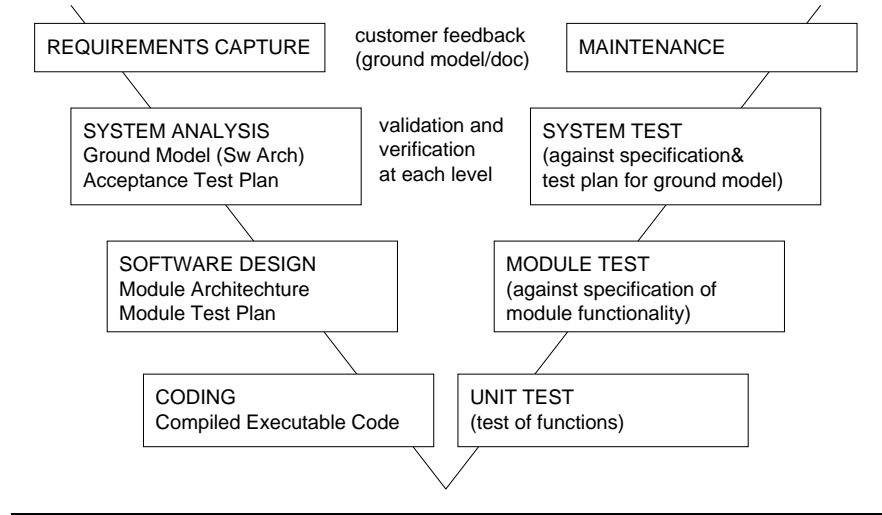 REQUIREMENTS CAPTURE
customer feedback
(ground model/doc)
MAINTENANCE
SYSTEM ANALYSIS
Ground Model (Sw Arch)
Acceptance Test Plan
validation and
verification
at each level
SYSTEM TEST
(against specification&
test plan for ground model)
SOFTWARE DESIGN
Module Architechture
Module Test Plan
MODULE TEST
(against specification of
module functionality)
CODING
Compiled Executable Code
UNIT TEST
(test of functions)